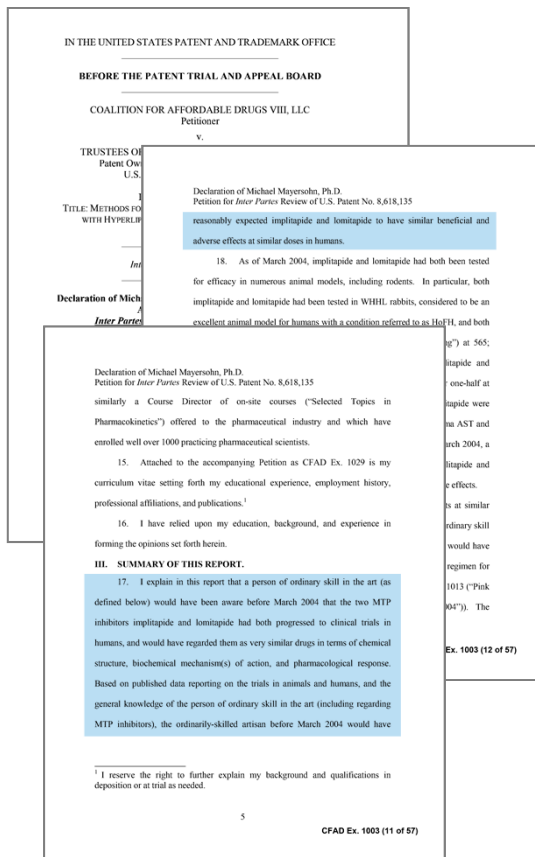 IN THE UNITED STATES PATENT AND TRADEMARK OFFICE
BEFORE THE PATENT TRIAL AND APPEAL BOARD
COALITION FOR AFFORDABLE DRUGS VIII, LLC
Petitioner
v.
TRUSTEES OF
Patent Own
U.S.
TITLE: METHODS FO
WITH HYPERLIP
Int
Declaration of Mich
Inter Partes
Declaration of Michael Mayersohn, Ph.D.
Petition for Inter Partes Review of U.S. Patent No. 8,618,135
reasonably expected implitapide and lomitapide to have similar beneficial and
adverse effects at similar doses in humans.
18. As of March 2004, implitapide and lomitapide had both been tested
for efficacy in numerous animal models, including rodents. In particular, both
implitapide and lomitapide had been tested in WHHL rabbits, considered to be an
excellent animal model for humans with a condition referred to as HoFH, and both
g") at 565;
litapide and
one-half at
itapide were
ma AST and
arch 2004, a
litapide and
e effects.
ts at similar
rdinary skill
would have
regimen for
1013 ("Pink
04")). The
Ex. 1003 (12 of 57)
Declaration of Michael Mayersohn, Ph.D.
Petition for Inter Partes Review of U.S. Patent No. 8,618,135
similarly a Course Director of on-site courses ("Selected Topics in
Pharmacokinetics") offered to the pharmaceutical industry and which have
enrolled well over 1000 practicing pharmaceutical scientists.
15. Attached to the accompanying Petition as CFAD Ex. 1029 is my
curriculum vitae setting forth my educational experience, employment history,
professional affiliations, and publications.1
16. I have relied upon my education, background, and experience in
forming the opinions set forth herein.
III. SUMMARY OF THIS REPORT.
17. I explain in this report that a person of ordinary skill in the art (as
defined below) would have been aware before March 2004 that the two MTP
inhibitors implitapide and lomitapide had both progressed to clinical trials in
humans, and would have regarded them as very similar drugs in terms of chemical
structure, biochemical mechanism(s) of action, and pharmacological response.
Based on published data reporting on the trials in animals and humans, and the
general knowledge of the person of ordinary skill in the art (including regarding
MTP inhibitors), the ordinarily-skilled artisan before March 2004 would have
1 I reserve the right to further explain my background and qualifications in
deposition or at trial as needed.
5
CFAD Ex. 1003 (11 of 57)